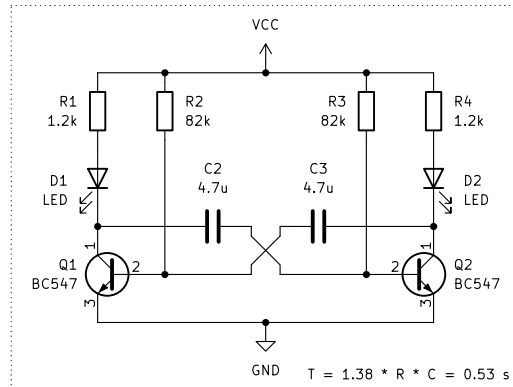 VCC
R1
1.2k
R2
82k
R3
82k
R4
1.2k
D1
LED
C2
4.7u
C3
4.7u
D2
LED
1
1
Q1
BC547
2
2
Q2
BC547
3
3
GND
T = 1.38 * R * C = 0.53 s